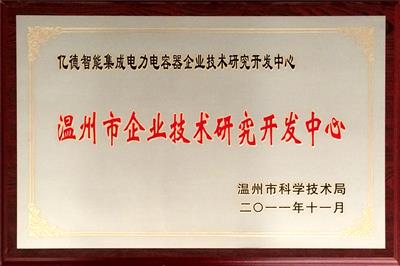 亿德智能集成电力电容器企业技术研究开发中心
温州市企业技术研究开发中心
温州市科学技术局
二〇一一年十一月